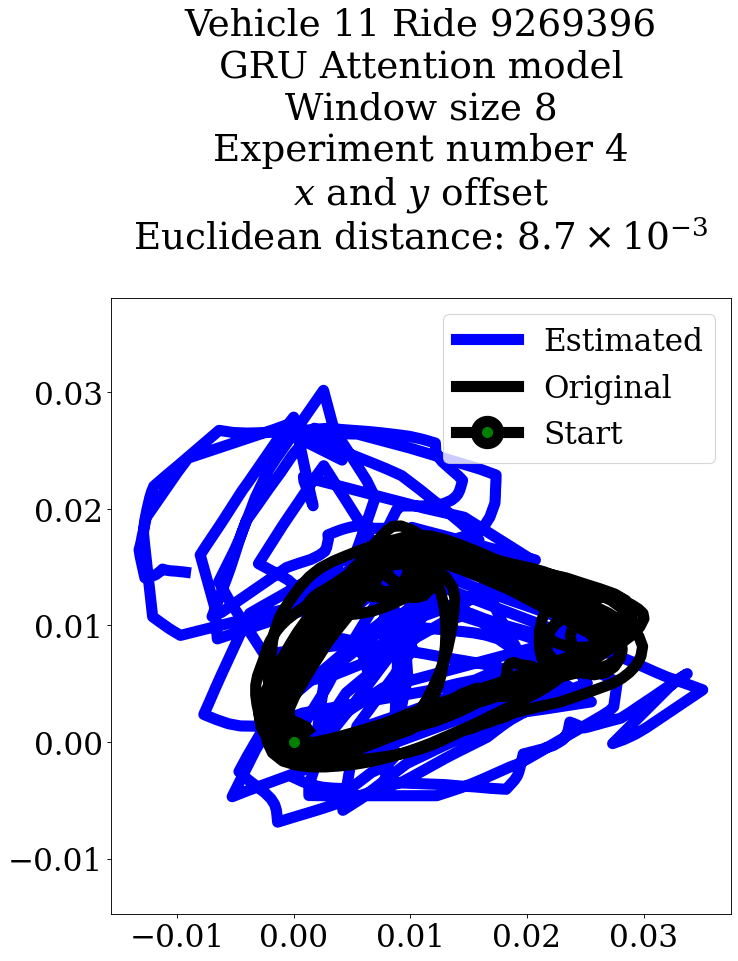 Vehicle 11 Ride 9269396
GRU Attention model
Window size 8
Experiment number 4
x and y offset
Euclidean distance: 8.7 × 10⁻³
Estimated
Original
Start
0.03
0.02
0.01
0.00
−0.01
−0.01 0.00 0.01 0.02 0.03